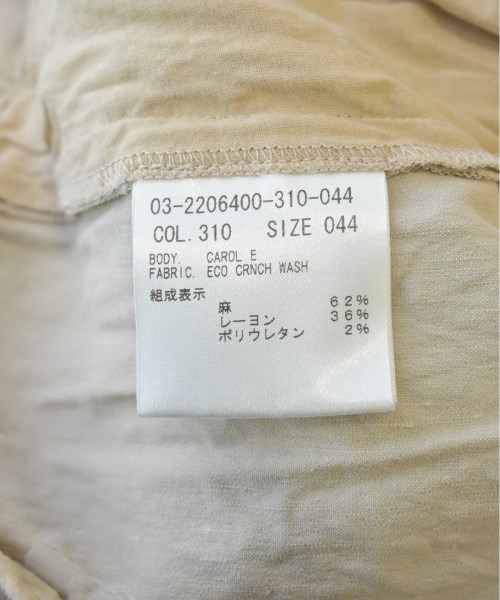 03-2206400-310-044
COL.310 SIZE 044
BODY. CAROL E
FABRIC. ECO CRNCH WASH
組成表示
麻 62%
レーヨン 36%
ポリウレタン 2%